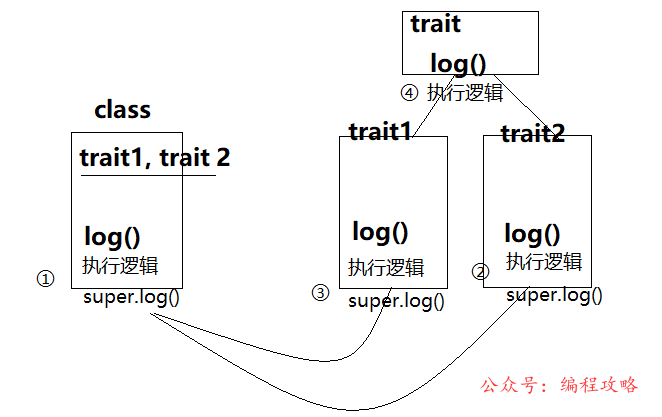 trait
log()
④ 执行逻辑
class
trait1, trait 2
log()
执行逻辑
①
super.log()
trait1
log()
执行逻辑
③
super.log()
trait2
log()
执行逻辑
②
super.log()
公众号：编程攻略